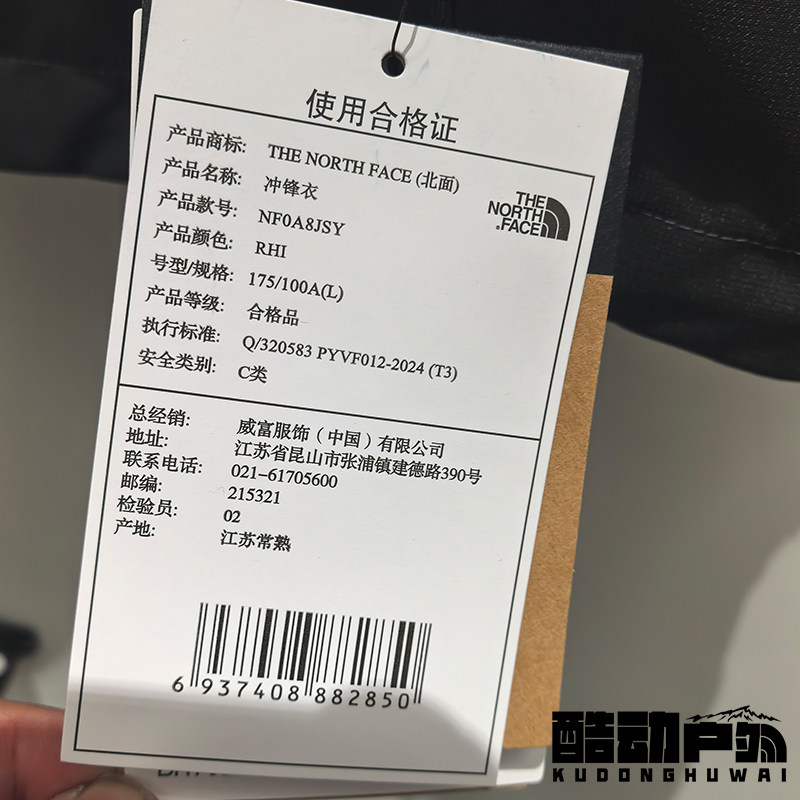 使用合格证
产品商标: THE NORTH FACE (北面)
产品名称: 冲锋衣
产品款号: NF0A8JSY
产品颜色: RHI
号型/规格: 175/100A(L)
产品等级: 合格品
执行标准: Q/320583 PYVF012-2024 (T3)
安全类别: C类
THE
NORTH
FACE
总经销: 威富服饰（中国）有限公司
地址: 江苏省昆山市张浦镇建德路390号
联系电话: 021-61705600
邮编: 215321
检验员: 02
产地: 江苏常熟
6 937408 882850
酷动户外
KUDONGHUWAI